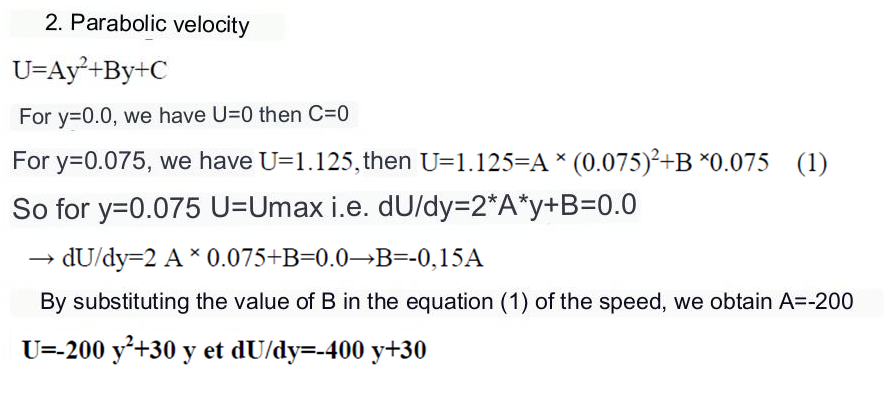 2. Parabolic velocity
U=Ay²+By+C
For y=0.0, we have U=0 then C=0
For y=0.075, we have U=1.125, then U=1.125=A × (0.075)²+B ×0.075 (1)
So for y=0.075 U=Umax i.e. dU/dy=2*A*y+B=0.0
→ dU/dy=2 A × 0.075+B=0.0→B=-0,15A
By substituting the value of B in the equation (1) of the speed, we obtain A=-200
U=-200 y²+30 y et dU/dy=-400 y+30